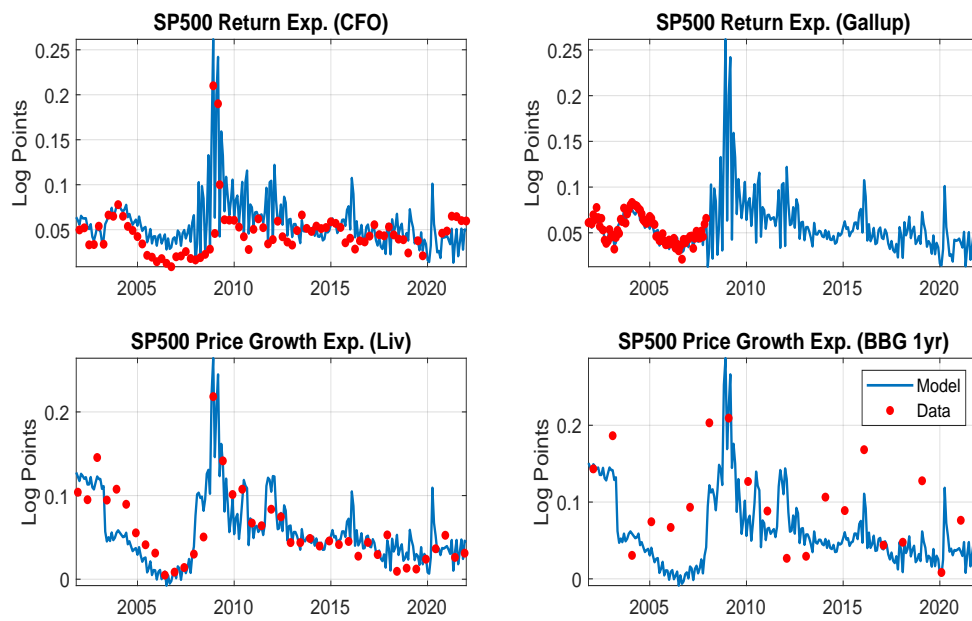 SP500 Return Exp. (CFO)
0.25
0.2
0.15
0.1
0.05
Log Points
2005 2010 2015 2020
SP500 Return Exp. (Gallup)
0.25
0.2
0.15
0.1
0.05
Log Points
2005 2010 2015 2020
SP500 Price Growth Exp. (Liv)
0.2
0.1
0
Log Points
2005 2010 2015 2020
SP500 Price Growth Exp. (BBG 1yr)
Model
Data
0.2
0.1
0
Log Points
2005 2010 2015 2020